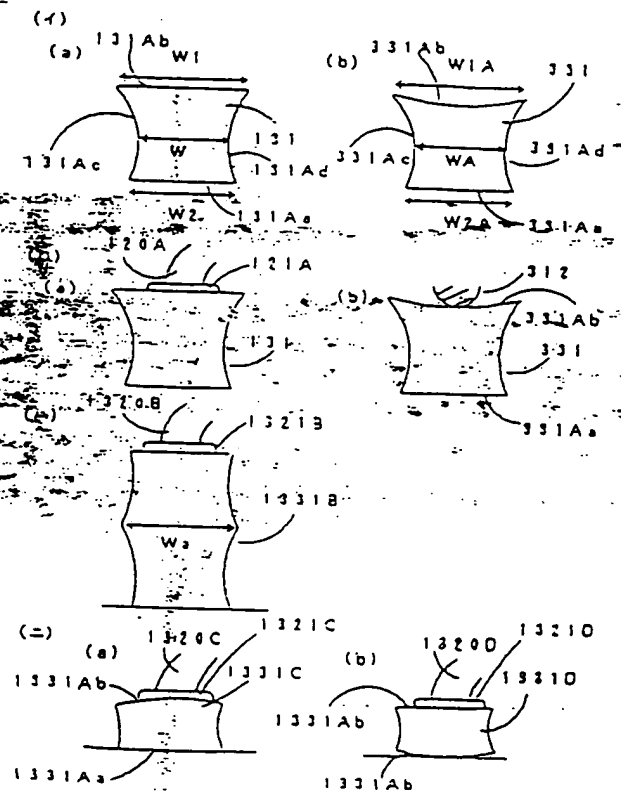 (イ)
(a) 131Ab W1
(b) 331Ab W1A 331
131Ac W 131 131Ad
331Ac WA 331Ad
W2 131Aa
W2A 331Aa
120A 121A
(a) 131
(b) 312 331Ab 331
331Aa
1320B 1321B
1331B
Wa
(ニ)
(a) 1320C 1321C 1331C
(b) 1320D 1321D
1331Ab
1331Ab 1331D
1331Aa
1331Ab